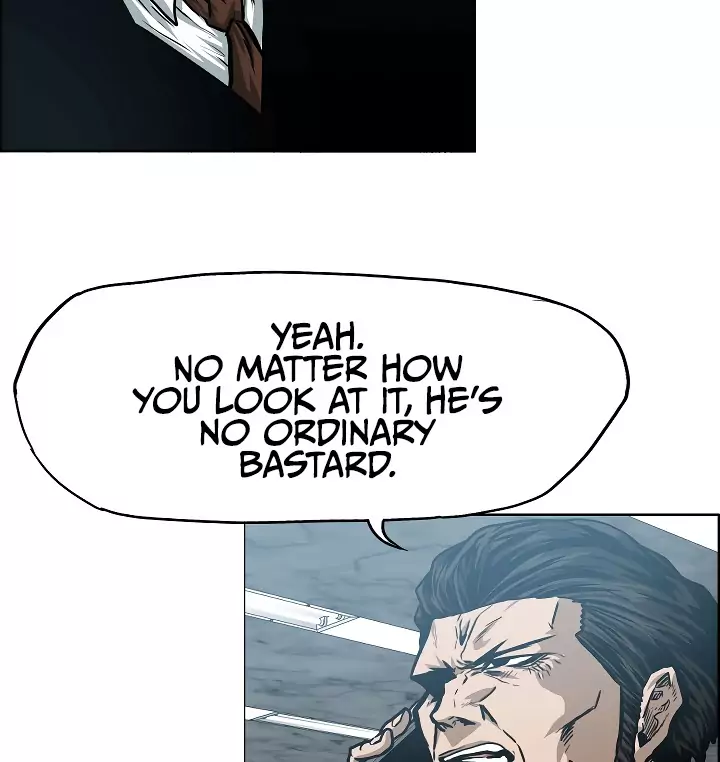 YEAH.
NO MATTER HOW
YOU LOOK AT IT, HE'S
NO ORDINARY
BASTARD.